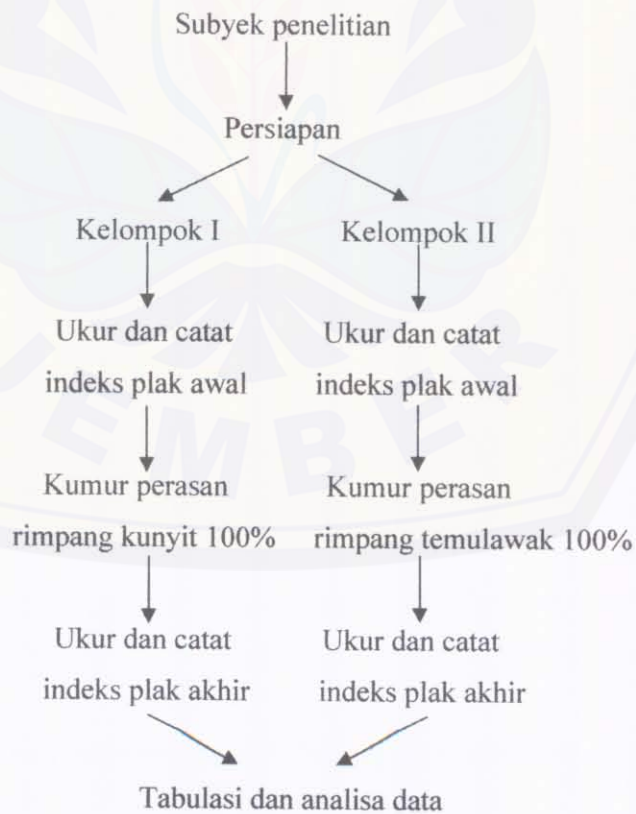 Subyek penelitian
Persiapan
Kelompok I
Kelompok II
Ukur dan catat
indeks plak awal
Ukur dan catat
indeks plak awal
Kumur perasan
rimpang kunyit 100%
Kumur perasan
rimpang temulawak 100%
Ukur dan catat
indeks plak akhir
Ukur dan catat
indeks plak akhir
Tabulasi dan analisa data
EMBER